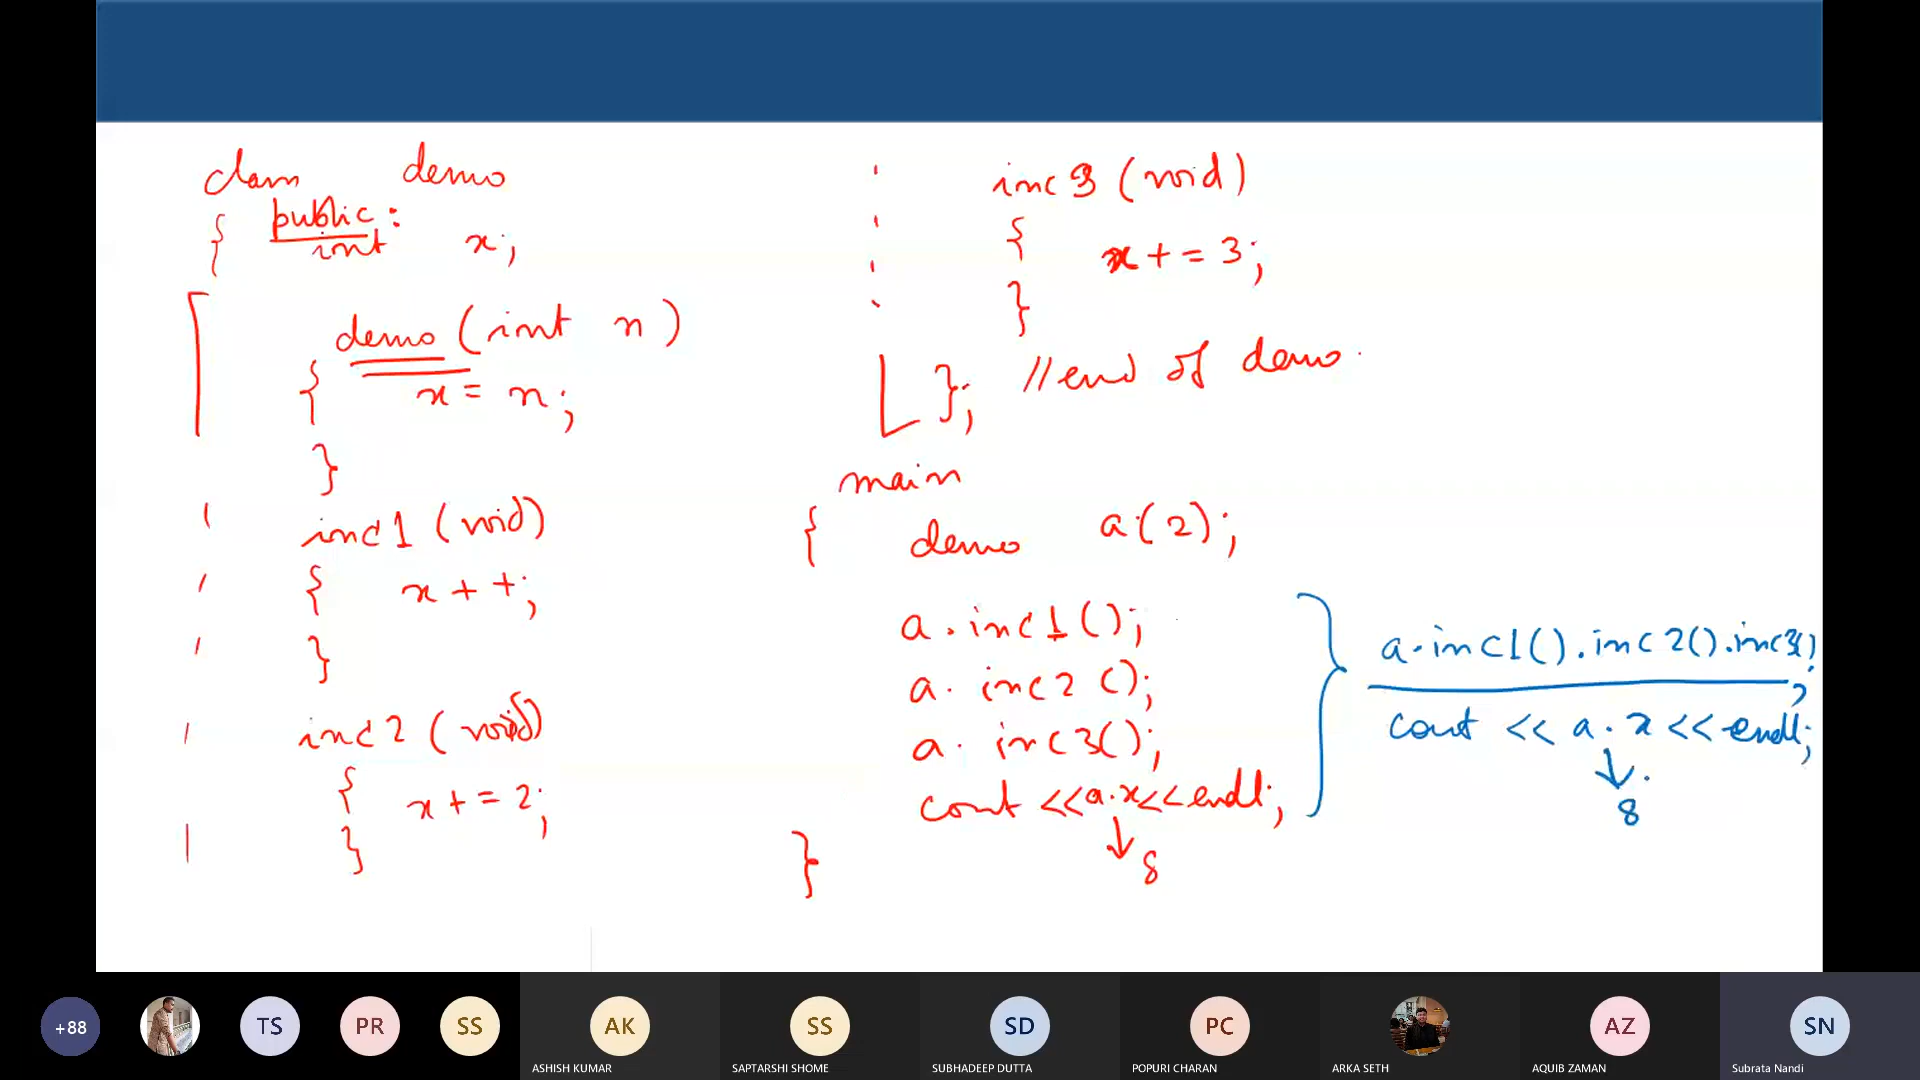 class demo
{ public:
int x;
demo (int n)
{ x = n;
}
inc1 (void)
{ x++;
}
inc2 (void)
{ x += 2;
}
inc3 (void)
{ x += 3;
}
}; //end of demo.
main
{ demo a(2);
a.inc1();
a.inc2();
a.inc3();
cout <<a.x<<endl;
8
}
a.inc1().inc2().inc3();
cout << a.x << endl;
8
+88
TS
PR
SS
AK
ASHISH KUMAR
SS
SAPTARSHI SHOME
SD
SUBHADEEP DUTTA
PC
POPURI CHARAN
ARKA SETH
AZ
AQUIB ZAMAN
SN
Subrata Nandi